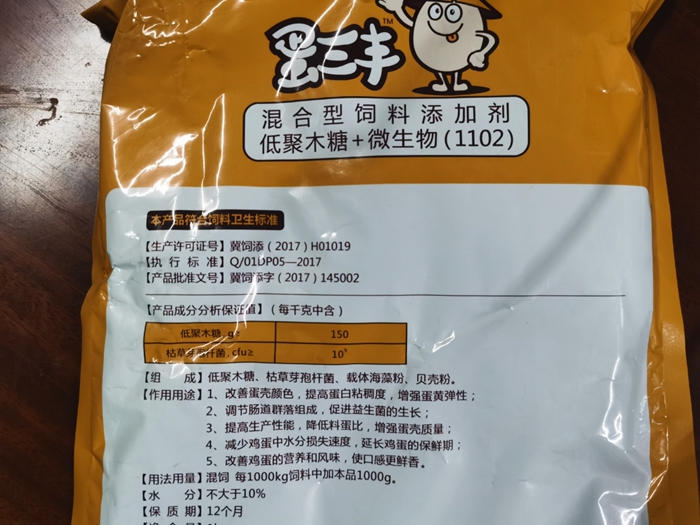 蛋三丰™
混合型饲料添加剂
低聚木糖+微生物(1102)
本产品符合饲料卫生标准
【生产许可证号】冀饲添(2017)H01019
【执行标准】Q/01DP05—2017
【产品批准文号】冀饲添字(2017)145002
【产品成分分析保证值】(每千克中含)
低聚木糖,g≥ 150
枯草芽孢杆菌,cfu≥
【组 成】低聚木糖、枯草芽孢杆菌、载体海藻粉、贝壳粉。
【作用用途】1、改善蛋壳颜色，提高蛋白粘稠度，增强蛋黄弹性；
2、调节肠道群落组成，促进益生菌的生长；
3、提高生产性能，降低料蛋比，增强蛋壳质量；
4、减少鸡蛋中水分损失速度，延长鸡蛋的保鲜期；
5、改善鸡蛋的营养和风味，使口感更鲜香。
【用法用量】混饲 每1000kg饲料中加本品1000g。
【水 分】不大于10%
【保 质 期】12个月